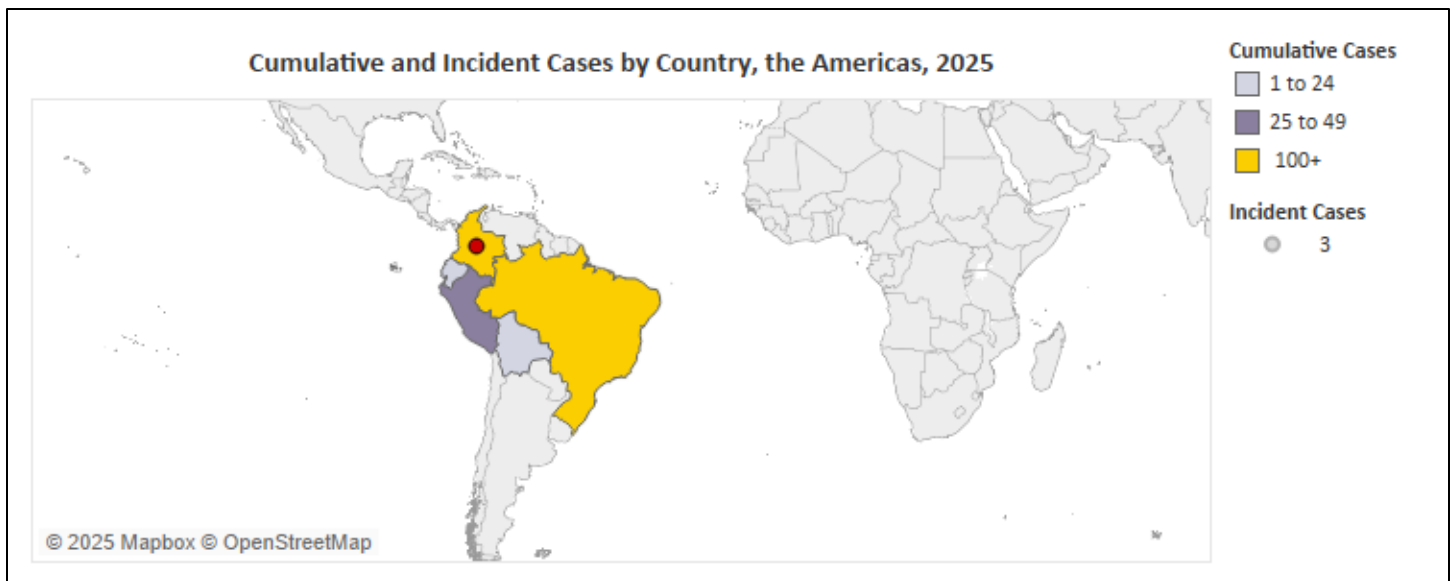 Cumulative and Incident Cases by Country, the Americas, 2025
Cumulative Cases
1 to 24
25 to 49
100+
Incident Cases
3
© 2025 Mapbox © OpenStreetMap